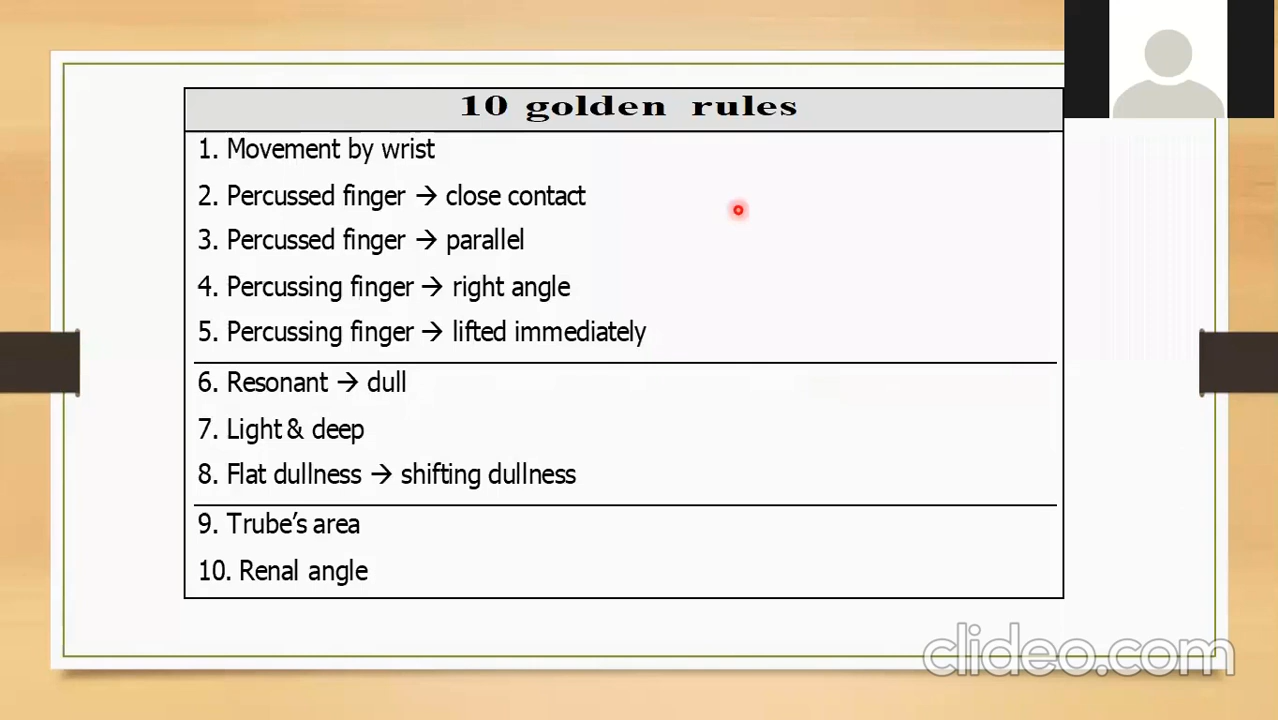 10 golden rules
1. Movement by wrist
2. Percussed finger → close contact
3. Percussed finger → parallel
4. Percussing finger → right angle
5. Percussing finger → lifted immediately
6. Resonant → dull
7. Light & deep
8. Flat dullness → shifting dullness
9. Trube's area
10. Renal angle
clideo.com